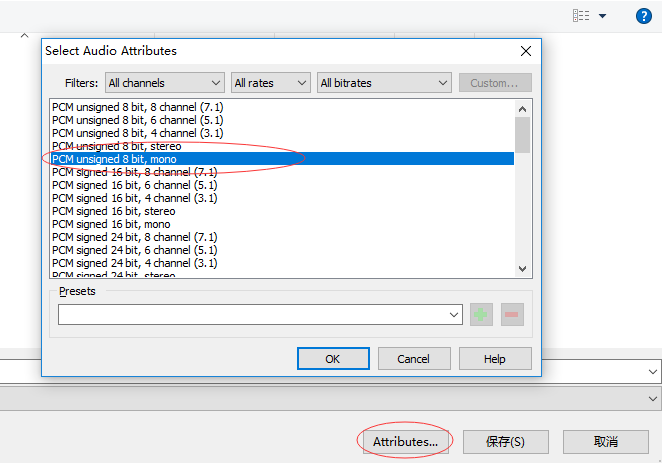 ?
Select Audio Attributes
Filters: All channels All rates All bitrates Custom...
PCM unsigned 8 bit, 8 channel (7.1)
PCM unsigned 8 bit, 6 channel (5.1)
PCM unsigned 8 bit, 4 channel (3.1)
PCM unsigned 8 bit, stereo
PCM unsigned 8 bit, mono
PCM signed 16 bit, 8 channel (7.1)
PCM signed 16 bit, 6 channel (5.1)
PCM signed 16 bit, 4 channel (3.1)
PCM signed 16 bit, stereo
PCM signed 16 bit, mono
PCM signed 24 bit, 8 channel (7.1)
PCM signed 24 bit, 6 channel (5.1)
PCM signed 24 bit, 4 channel (3.1)
PCM signed 24 bit, stereo
Presets
OK Cancel Help
Attributes... 保存(S) 取消